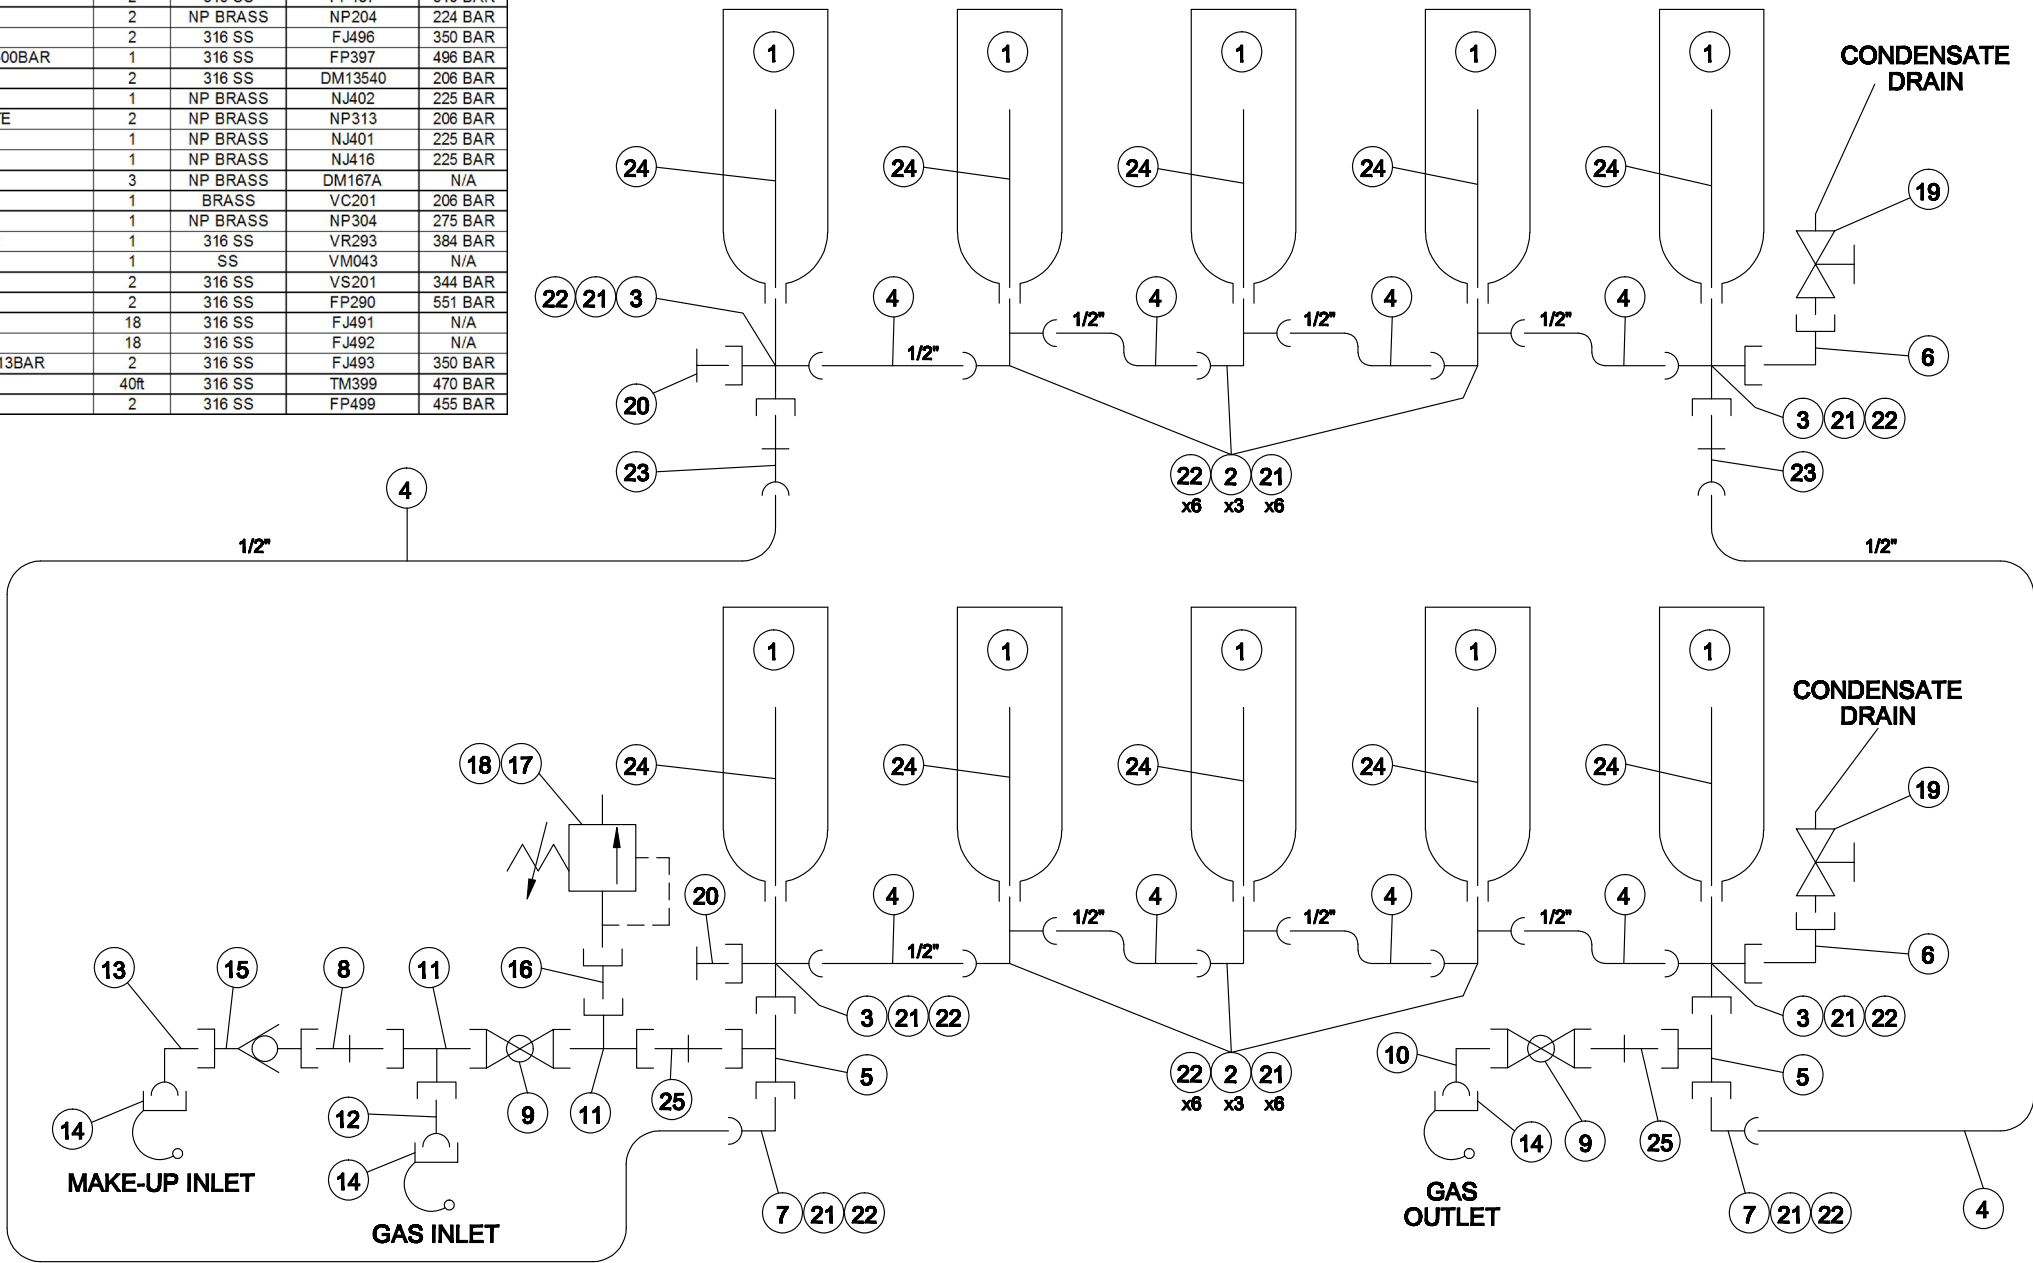 2 NP BRASS NP204 224 BAR
2 316 SS FJ496 350 BAR
00BAR 1 316 SS FP397 496 BAR
2 316 SS DM13540 206 BAR
1 NP BRASS NJ402 225 BAR
E 2 NP BRASS NP313 206 BAR
1 NP BRASS NJ401 225 BAR
1 NP BRASS NJ416 225 BAR
3 NP BRASS DM167A N/A
1 BRASS VC201 206 BAR
1 NP BRASS NP304 275 BAR
1 316 SS VR293 384 BAR
1 SS VM043 N/A
2 316 SS VS201 344 BAR
2 316 SS FP290 551 BAR
18 316 SS FJ491 N/A
18 316 SS FJ492 N/A
13BAR 2 316 SS FJ493 350 BAR
40ft 316 SS TM399 470 BAR
2 316 SS FP499 455 BAR
1 1 1 1 1
CONDENSATE
DRAIN
24 24 24 24 24 19
22 21 3 4 4 4 4
1/2" 1/2" 1/2" 1/2"
6
20 3 21 22
23 22 2 21 23
x6 x3 x6
4
1/2" 1/2"
1 1 1 1 1
CONDENSATE
DRAIN
18 17 24 24 24 24 24 19
20 4 4 4 4
1/2" 1/2" 1/2" 1/2"
13 15 8 11 16 6
3 21 22 3 21 22
10
22 2 21 5 5
x6 x3 x6
14 12 9 11 25 14 9 25
14
MAKE-UP INLET
GAS
OUTLET
7 21 22 7 21 22 4
GAS INLET